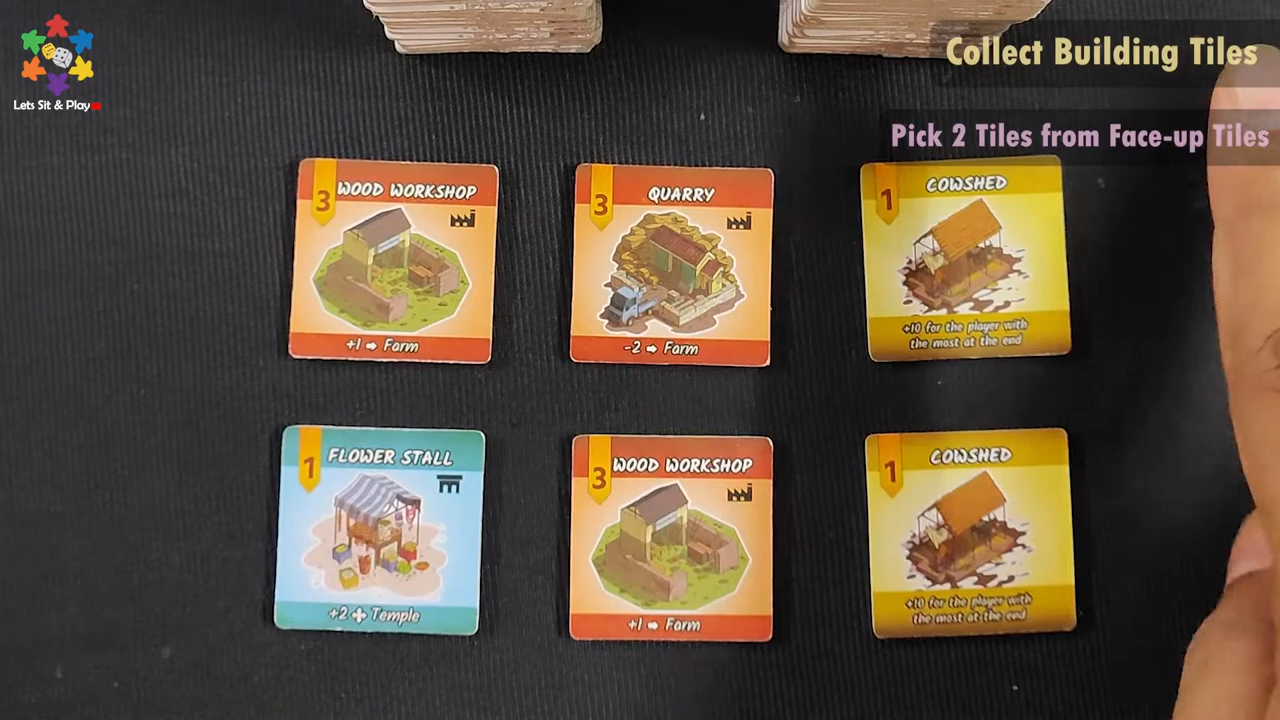 Collect Building Tiles
Pick 2 Tiles from Face-up Tiles
Lets Sit & Play
3
WOOD WORKSHOP
+1 ➡ Farm
3
QUARRY
-2 ➡ Farm
1
COWSHED
+10 for the player with
the most at the end
1
FLOWER STALL
+2 Temple
3
WOOD WORKSHOP
+1 ➡ Farm
1
COWSHED
+10 for the player with
the most at the end